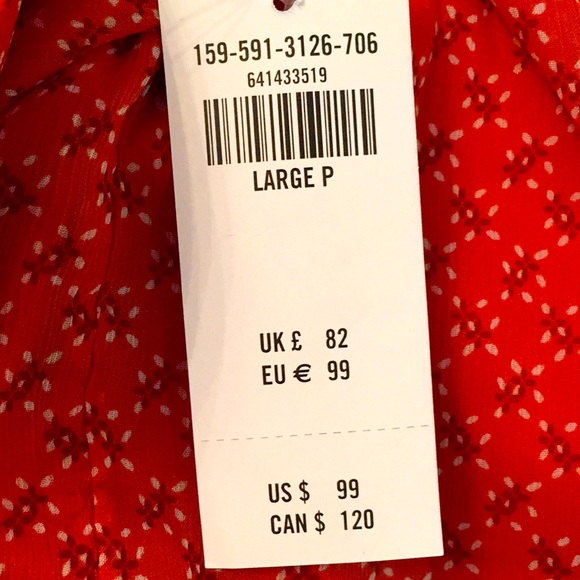 159-591-3126-706
641433519
LARGE P
UK £ 82
EU € 99
US $ 99
CAN $ 120